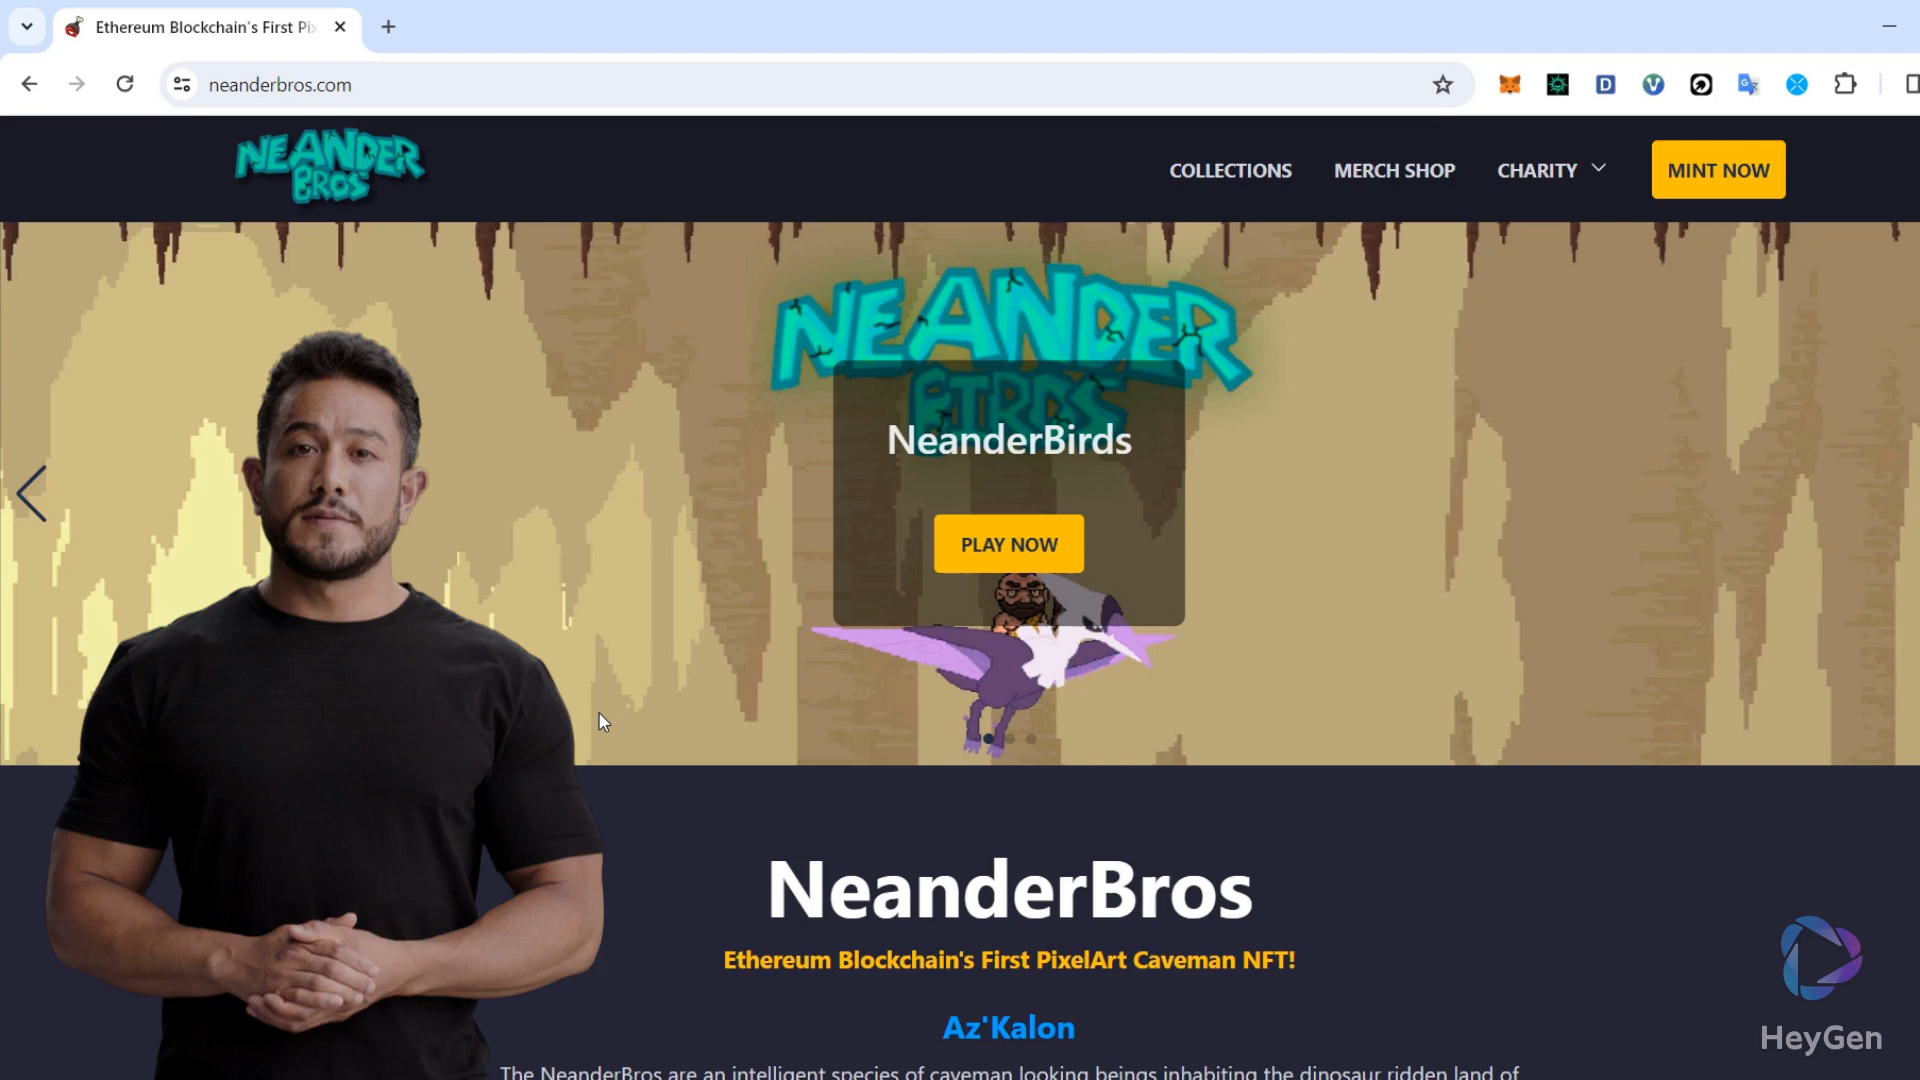 Ethereum Blockchain's First Pix
neanderbros.com
NEANDER
BROS
COLLECTIONS
MERCH SHOP
CHARITY
MINT NOW
NEANDER
BIRDS
NeanderBirds
PLAY NOW
NeanderBros
Ethereum Blockchain's First PixelArt Caveman NFT!
Az'Kalon
The NeanderBros are an intelligent species of caveman looking beings inhabiting the dinosaur ridden land of
HeyGen